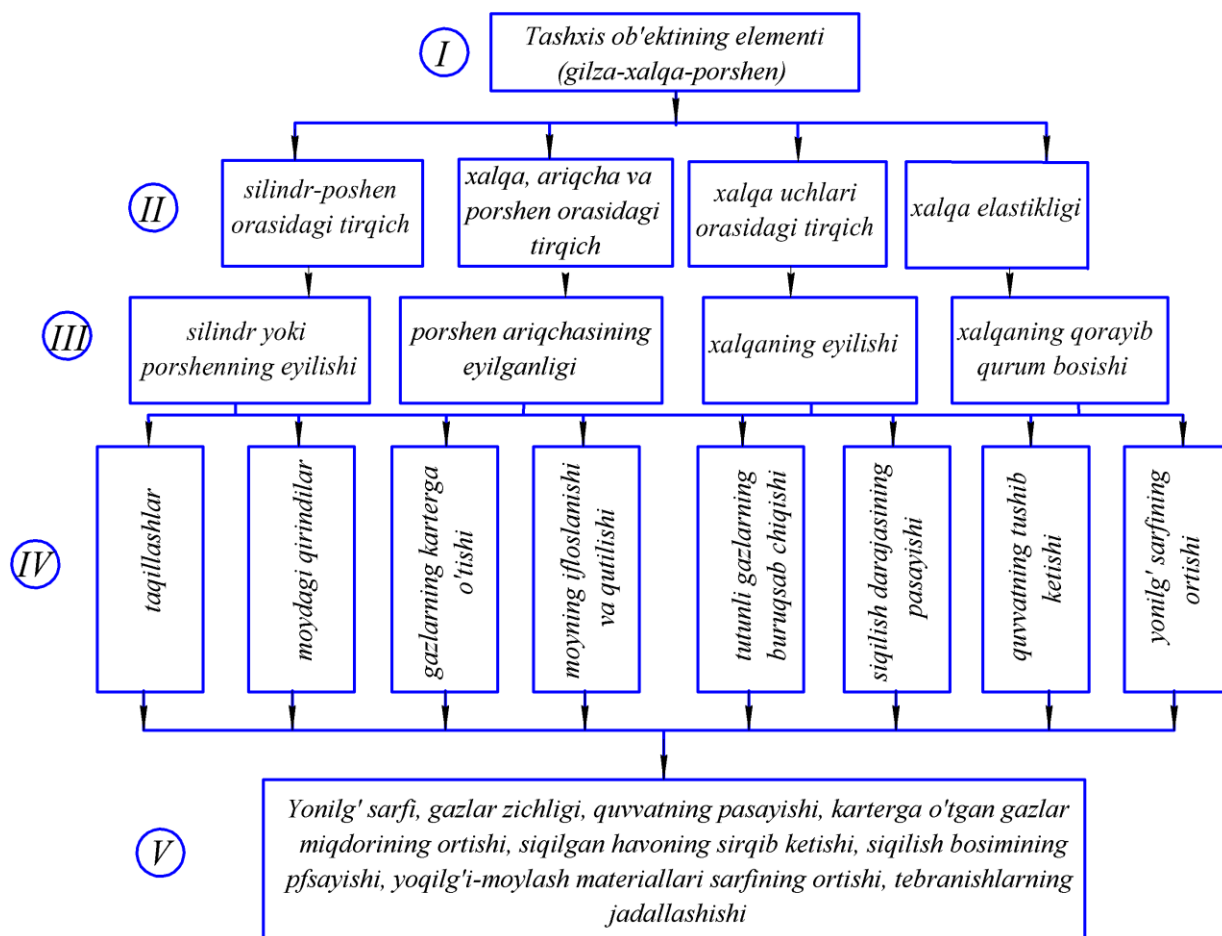 I
Tashxis ob'ektining elementi
(gilza-xalqa-porshen)
II
silindr-poshen
orasidagi tirqich
xalqa, ariqcha va
porshen orasidagi
tirqich
xalqa uchlari
orasidagi tirqich
xalqa elastikligi
III
silindr yoki
porshenning eyilishi
porshen ariqchasining
eyilganligi
xalqaning eyilishi
xalqaning qorayib
qurum bosishi
IV
taqillashlar
moydagi qirindilar
gazlarning karterga
o'tishi
moyning ifloslanishi
va qutilishi
tutunli gazlarning
buruqsab chiqishi
siqilish darajasining
pasayishi
quvvatning tushib
ketishi
yonilg' sarfining
ortishi
V
Yonilg' sarfi, gazlar zichligi, quvvatning pasayishi, karterga o'tgan gazlar
miqdorining ortishi, siqilgan havoning sirqib ketishi, siqilish bosimining
pfsayishi, yoqilg'i-moylash materiallari sarfining ortishi, tebranishlarning
jadallashishi